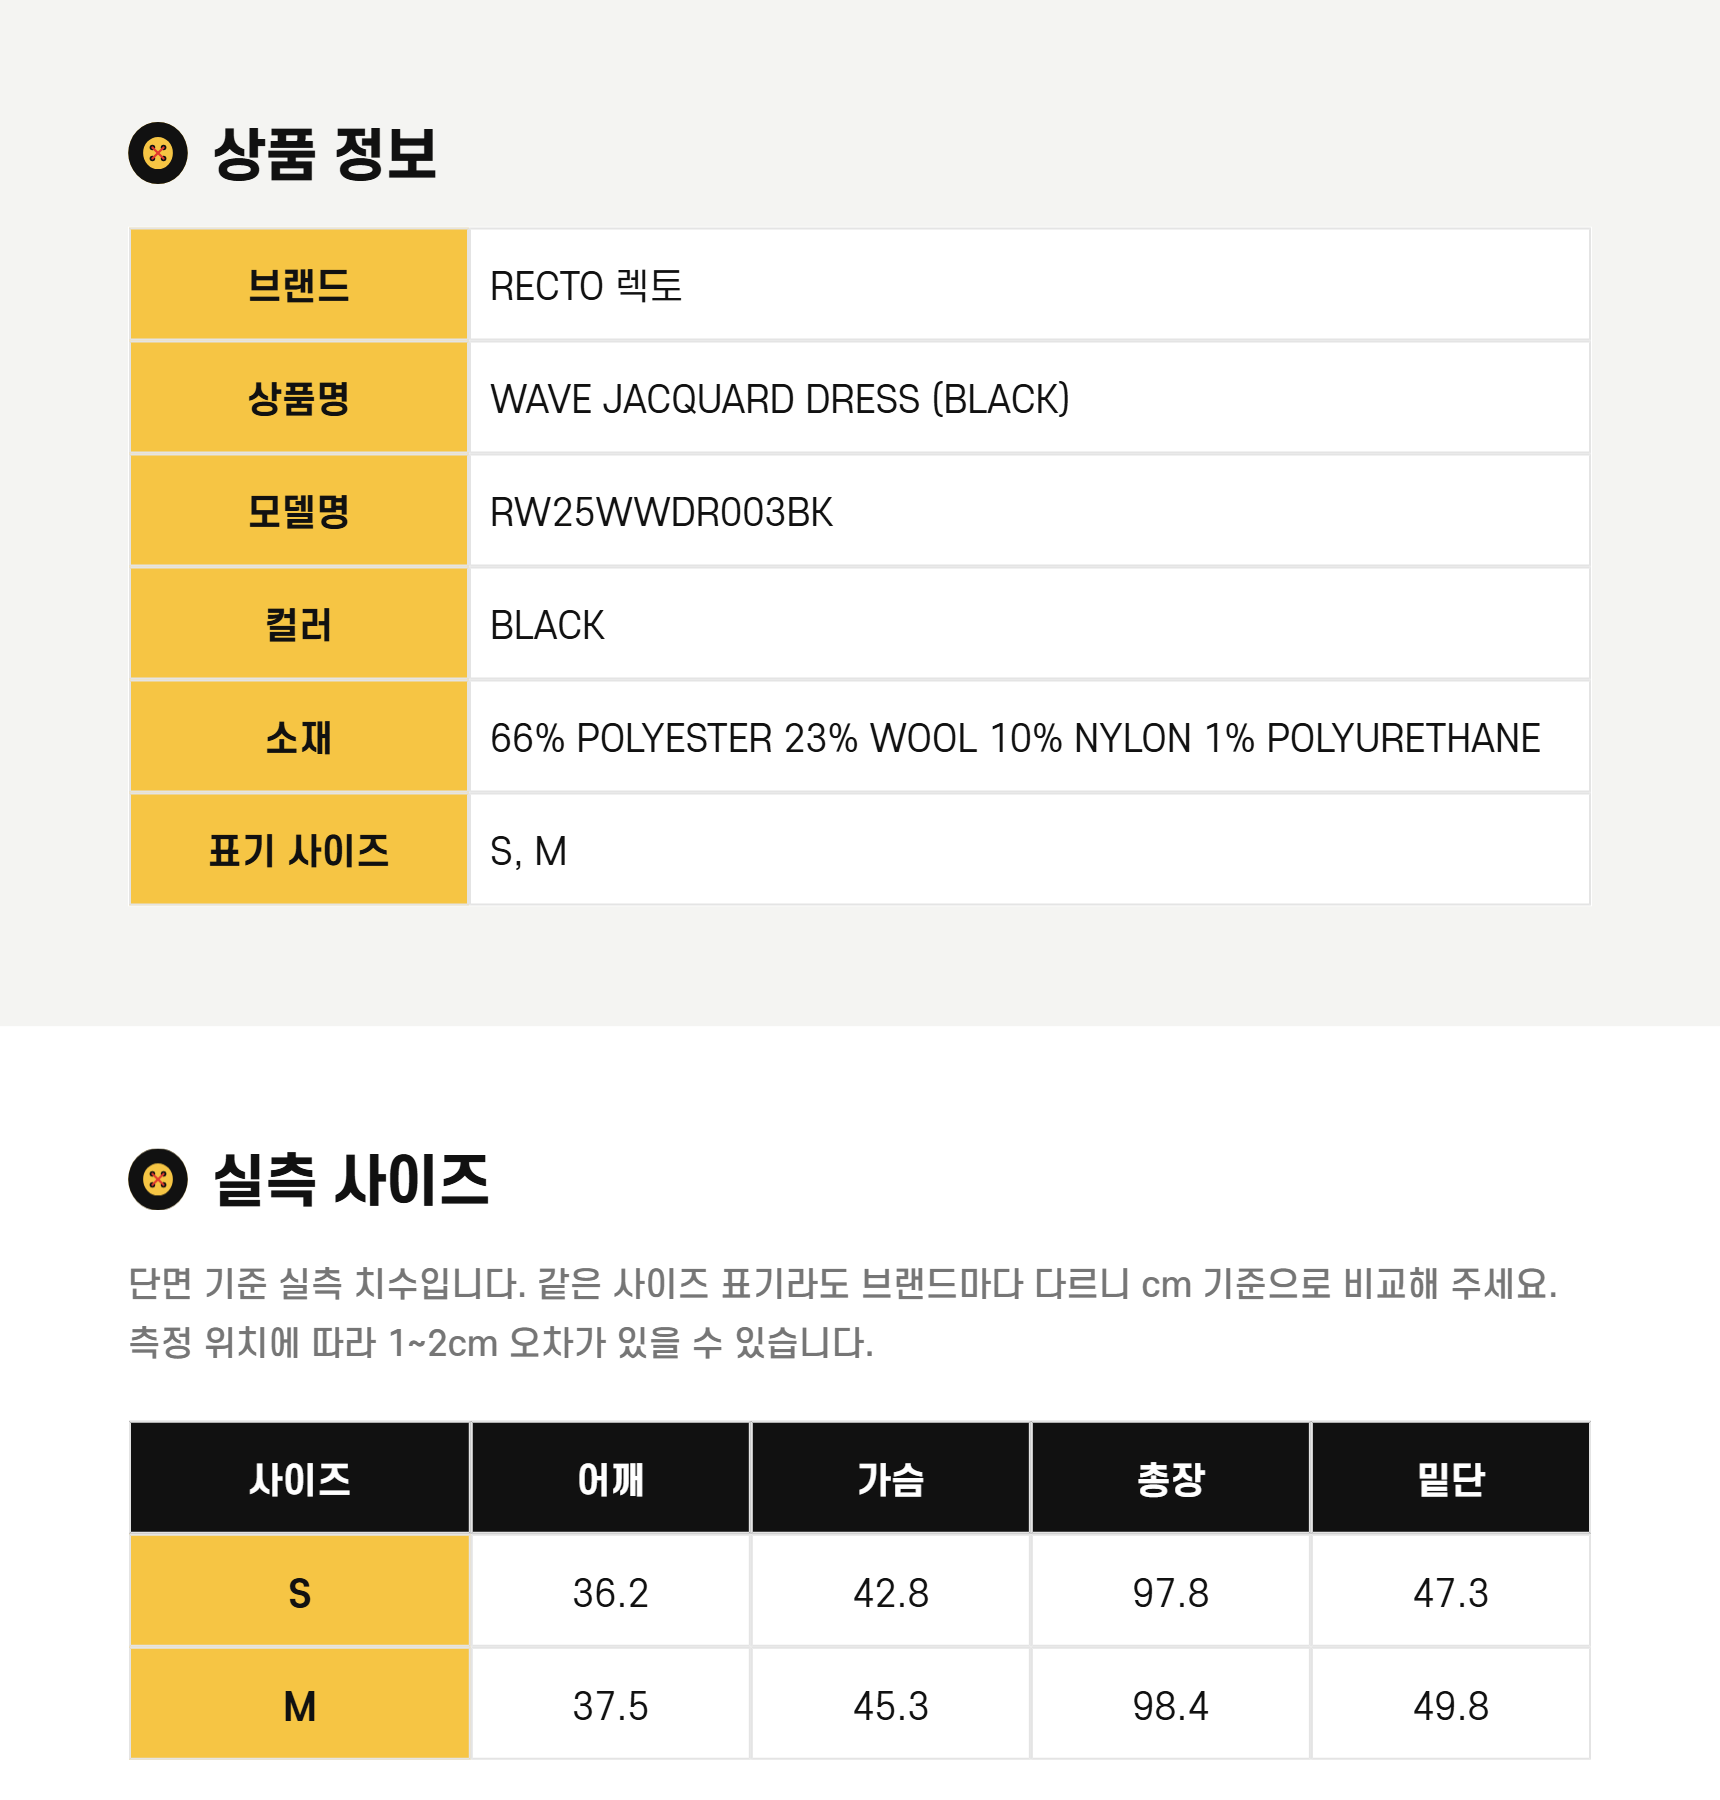 상품 정보
브랜드 RECTO 렉토
상품명 WAVE JACQUARD DRESS (BLACK)
모델명 RW25WWDR003BK
컬러 BLACK
소재 66% POLYESTER 23% WOOL 10% NYLON 1% POLYURETHANE
표기 사이즈 S, M
실측 사이즈
단면 기준 실측 치수입니다. 같은 사이즈 표기라도 브랜드마다 다르니 cm 기준으로 비교해 주세요.
측정 위치에 따라 1~2cm 오차가 있을 수 있습니다.
사이즈 어깨 가슴 총장 밑단
S 36.2 42.8 97.8 47.3
M 37.5 45.3 98.4 49.8